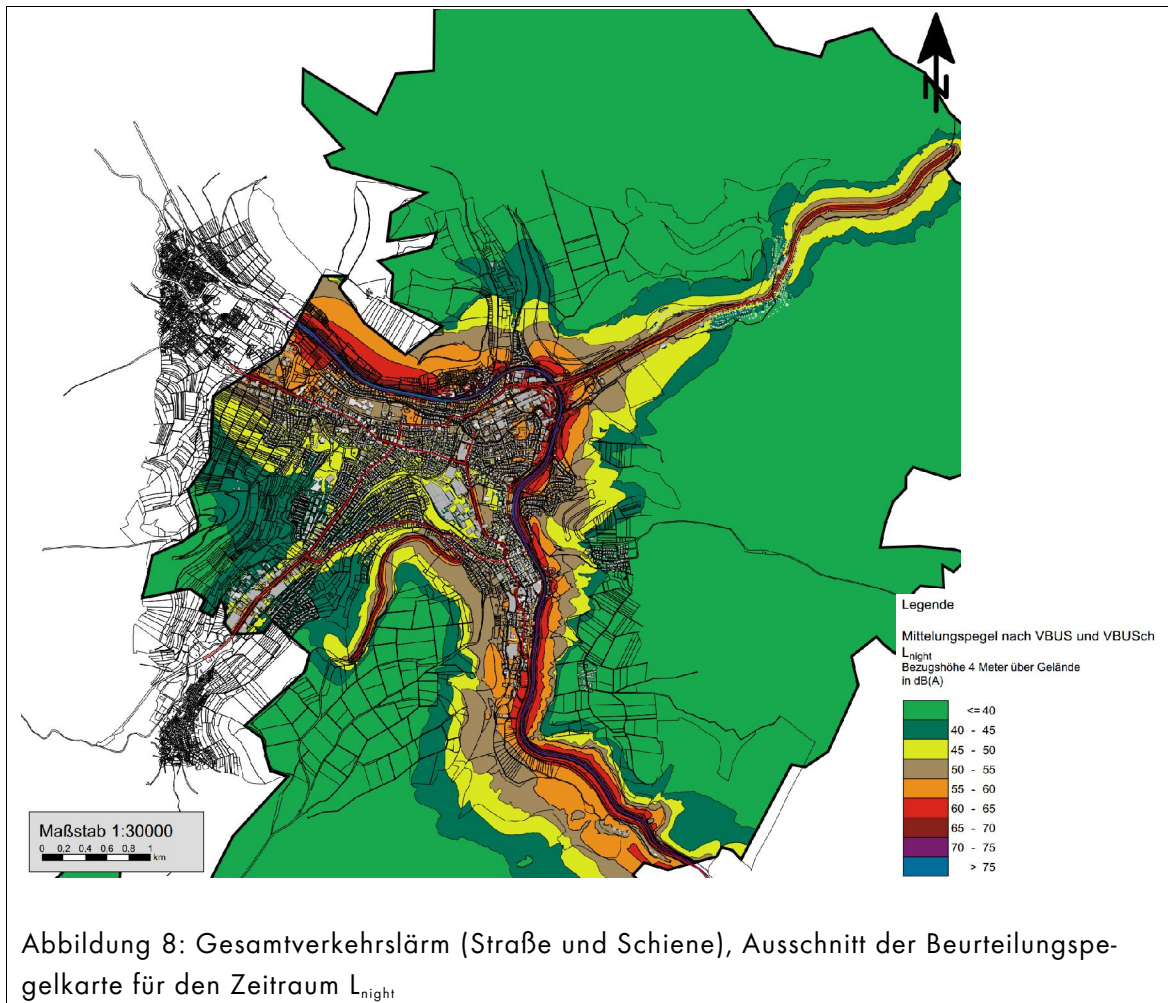 N
Legende
Mittelungspegel nach VBUS und VBUSch
Lnight
Bezugshöhe 4 Meter über Gelände
in dB(A)
<= 40
40 - 45
45 - 50
50 - 55
55 - 60
60 - 65
65 - 70
70 - 75
> 75
Maßstab 1:30000
0 0,2 0,4 0,6 0,8 1
km
Abbildung 8: Gesamtverkehrslärm (Straße und Schiene), Ausschnitt der Beurteilungspe-
gelkarte für den Zeitraum Lnight